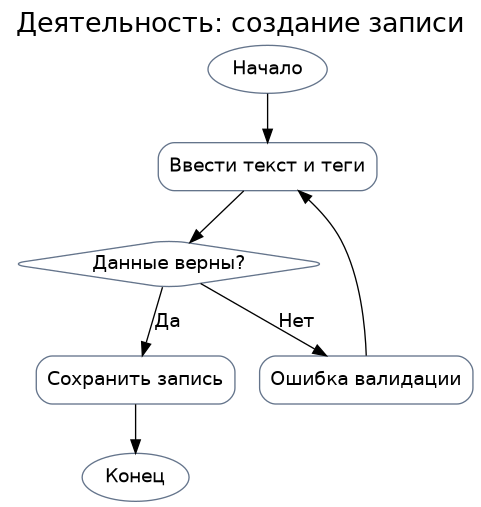 Деятельность: создание записи
Начало
Ввести текст и теги
Данные верны?
Да
Нет
Сохранить запись
Ошибка валидации
Конец